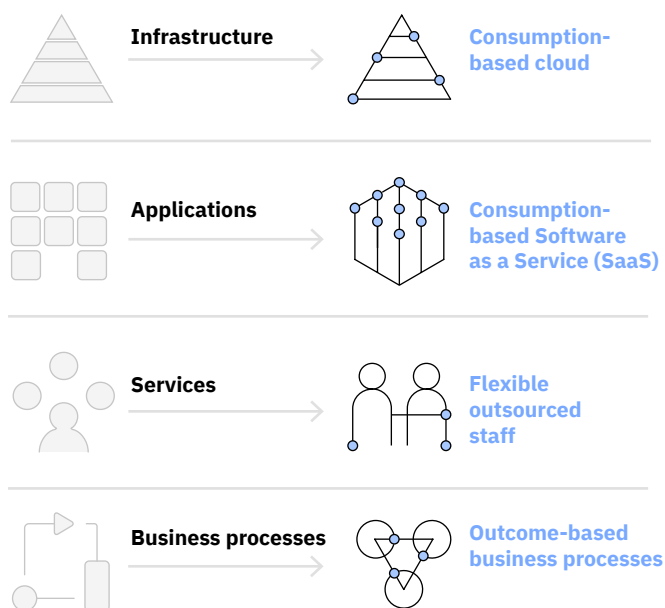 Infrastructure
Consumption-
based cloud
Applications
Consumption-
based Software
as a Service (SaaS)
Services
Flexible
outsourced
staff
Business processes
Outcome-based
business processes